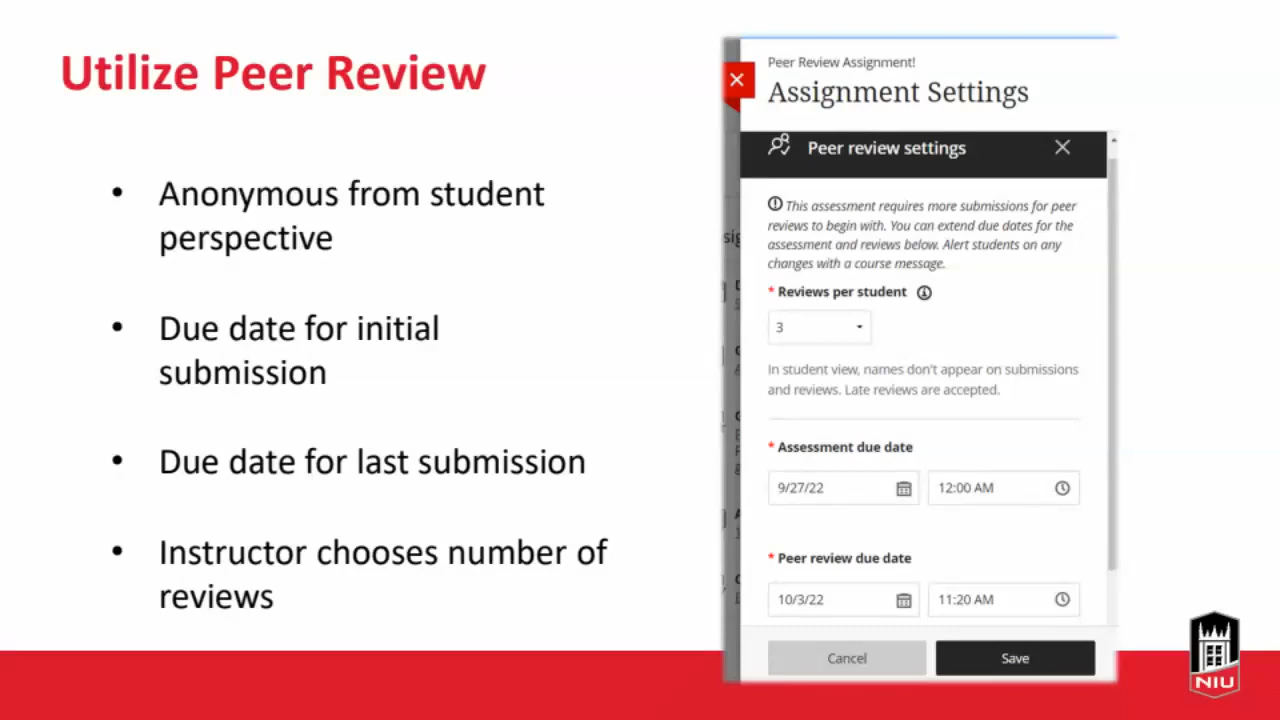 Utilize Peer Review
• Anonymous from student
perspective
• Due date for initial
submission
• Due date for last submission
• Instructor chooses number of
reviews
Peer Review Assignment!
Assignment Settings
Peer review settings
This assessment requires more submissions for peer
reviews to begin with. You can extend due dates for the
assessment and reviews below. Alert students on any
changes with a course message.
* Reviews per student
3
In student view, names don't appear on submissions
and reviews. Late reviews are accepted.
* Assessment due date
9/27/22 12:00 AM
* Peer review due date
10/3/22 11:20 AM
Cancel Save
NIU